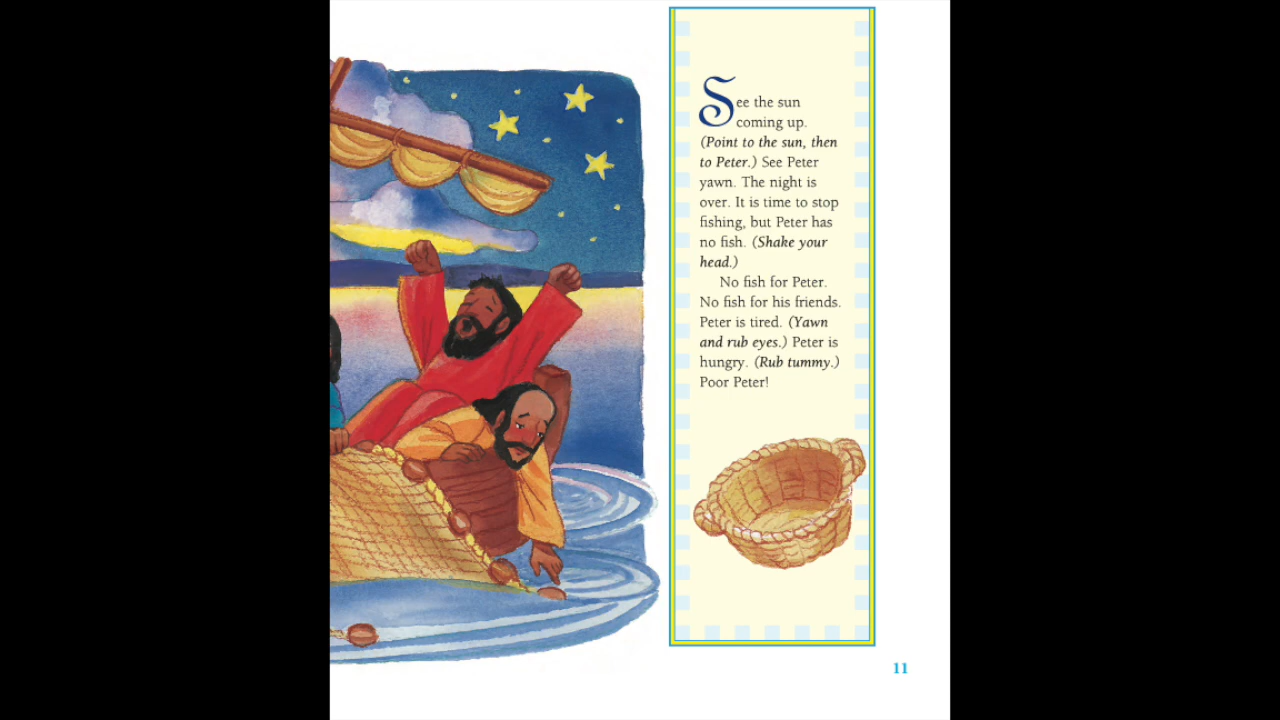 See the sun
coming up.
(Point to the sun, then
to Peter.) See Peter
yawn. The night is
over. It is time to stop
fishing, but Peter has
no fish. (Shake your
head.)
No fish for Peter.
No fish for his friends.
Peter is tired. (Yawn
and rub eyes.) Peter is
hungry. (Rub tummy.)
Poor Peter!
11